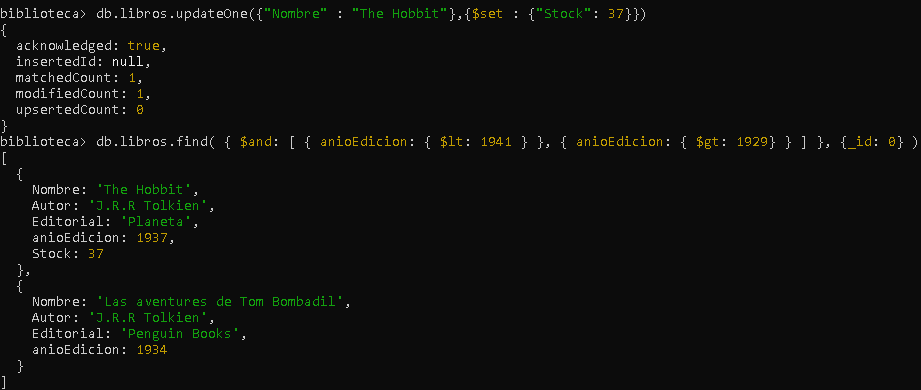 biblioteca> db.libros.updateOne({"Nombre" : "The Hobbit"},{$set : {"Stock": 37}})
{
  acknowledged: true,
  insertedId: null,
  matchedCount: 1,
  modifiedCount: 1,
  upsertedCount: 0
}
biblioteca> db.libros.find( { $and: [ { anioEdicion: { $lt: 1941 } }, { anioEdicion: { $gt: 1929} } ] }, {_id: 0} )
[
  {
    Nombre: 'The Hobbit',
    Autor: 'J.R.R Tolkien',
    Editorial: 'Planeta',
    anioEdicion: 1937,
    Stock: 37
  },
  {
    Nombre: 'Las aventures de Tom Bombadil',
    Autor: 'J.R.R Tolkien',
    Editorial: 'Penguin Books',
    anioEdicion: 1934
  }
]